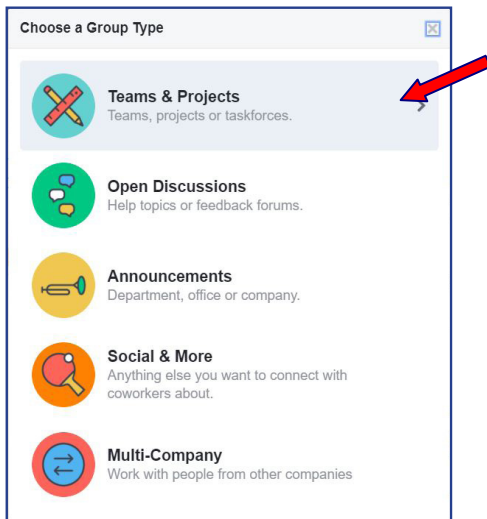 Choose a Group Type
Teams & Projects
Teams, projects or taskforces.
Open Discussions
Help topics or feedback forums.
Announcements
Department, office or company.
Social & More
Anything else you want to connect with
coworkers about.
Multi-Company
Work with people from other companies